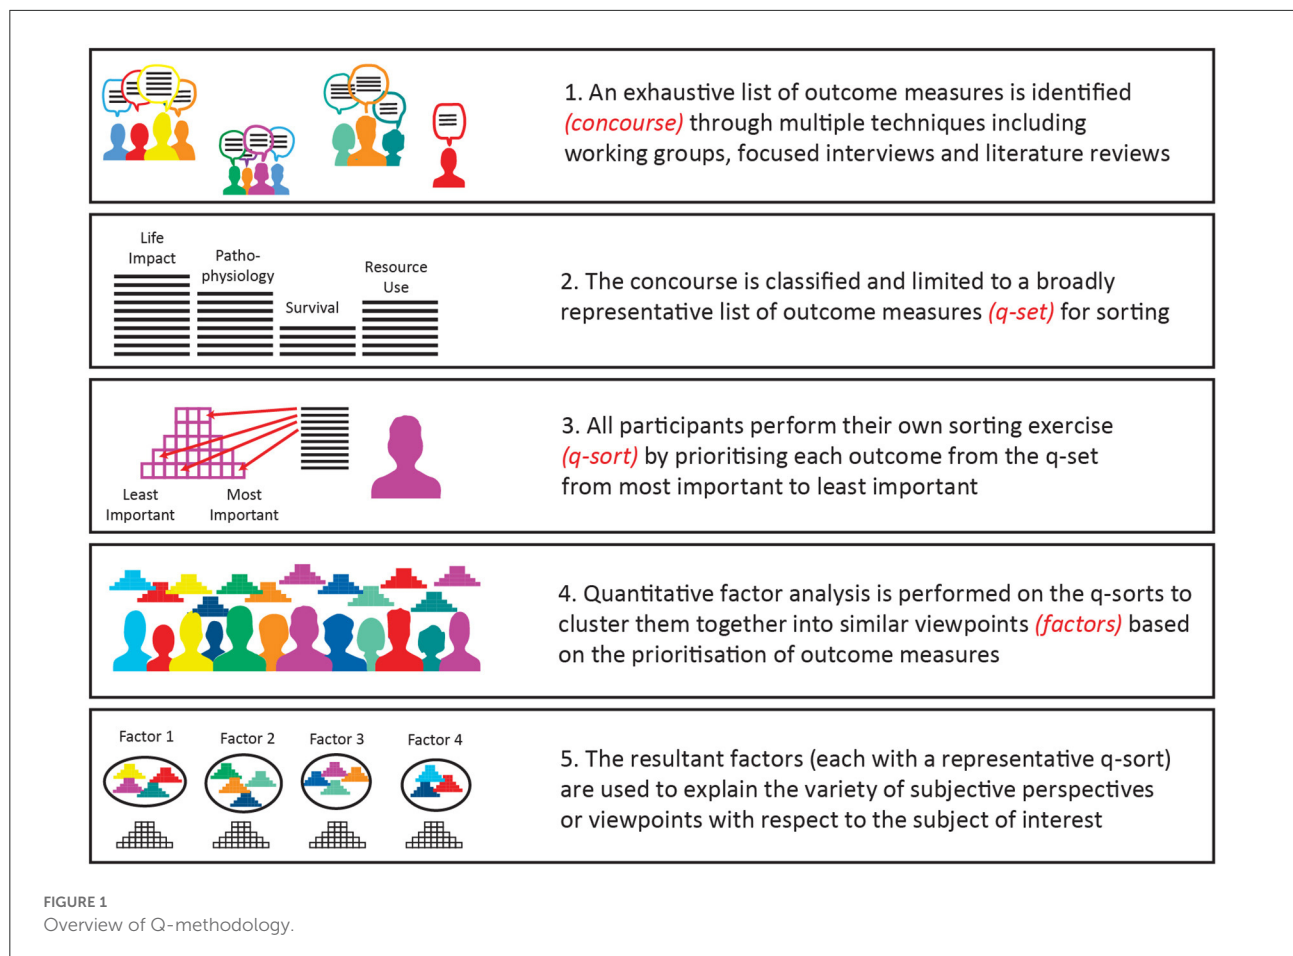 1. An exhaustive list of outcome measures is identified
(concourse) through multiple techniques including
working groups, focused interviews and literature reviews
Life
Impact
Patho-
physiology
Survival
Resource
Use
2. The concourse is classified and limited to a broadly
representative list of outcome measures (q-set) for sorting
Least
Important
Most
Important
3. All participants perform their own sorting exercise
(q-sort) by prioritising each outcome from the q-set
from most important to least important
4. Quantitative factor analysis is performed on the q-sorts to
cluster them together into similar viewpoints (factors) based
on the prioritisation of outcome measures
Factor 1
Factor 2
Factor 3
Factor 4
5. The resultant factors (each with a representative q-sort)
are used to explain the variety of subjective perspectives
or viewpoints with respect to the subject of interest
FIGURE 1
Overview of Q-methodology.